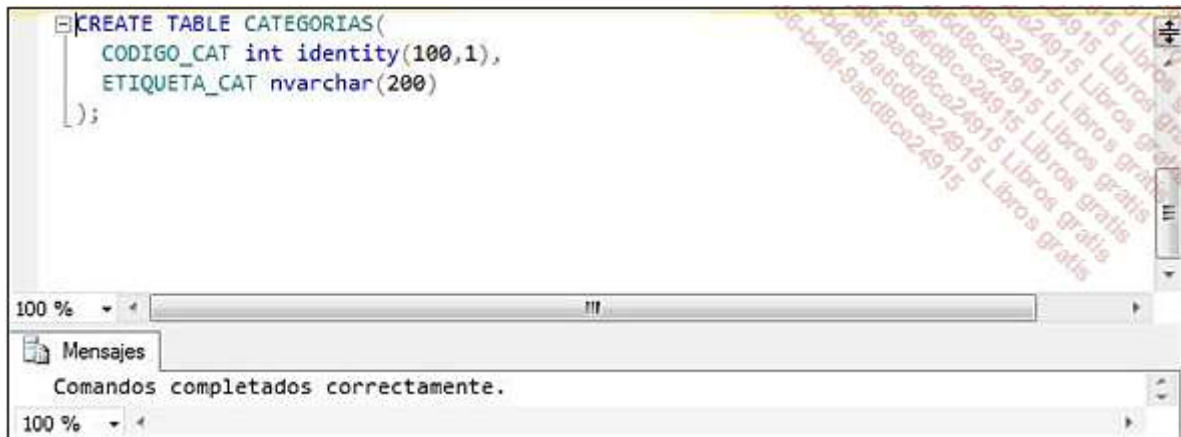 CREATE TABLE CATEGORIAS(
CODIGO_CAT int identity(100,1),
ETIQUETA_CAT nvarchar(200)
);
100 %
Mensajes
Comandos completados correctamente.
100 %